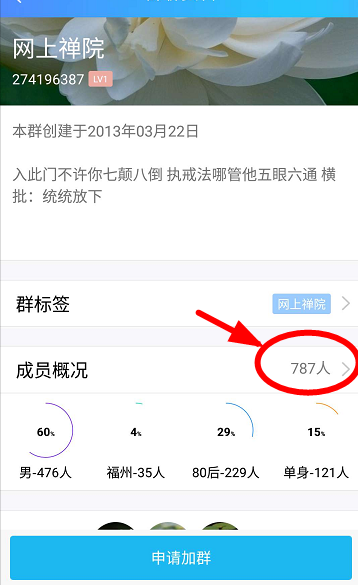 网上禅院
274196387 LV1
本群创建于2013年03月22日
入此门不许你七颠八倒 执戒法哪管他五眼六通 横
批：统统放下
群标签
网上禅院
成员概况
787人
60%
4%
29%
15%
男-476人
福州-35人
80后-229人
单身-121人
申请加群